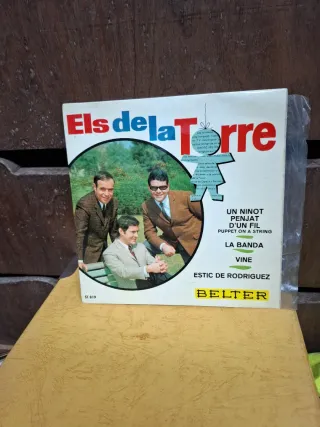 Els de la Torre
UN NINOT
PENJAT
D'UN FIL
PUPPET ON A STRING
LA BANDA
VINE
ESTIC DE RODRIGUEZ
BELTER